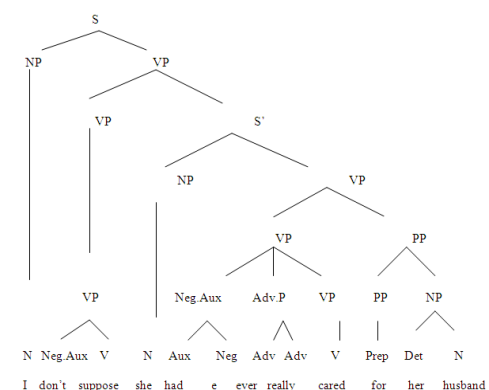 S
NP VP
VP S'
NP VP
VP PP
VP Neg.Aux Adv.P VP PP NP
N Neg.Aux V N Aux Neg Adv Adv V Prep Det N
I don't suppose she had e ever really cared for her husband